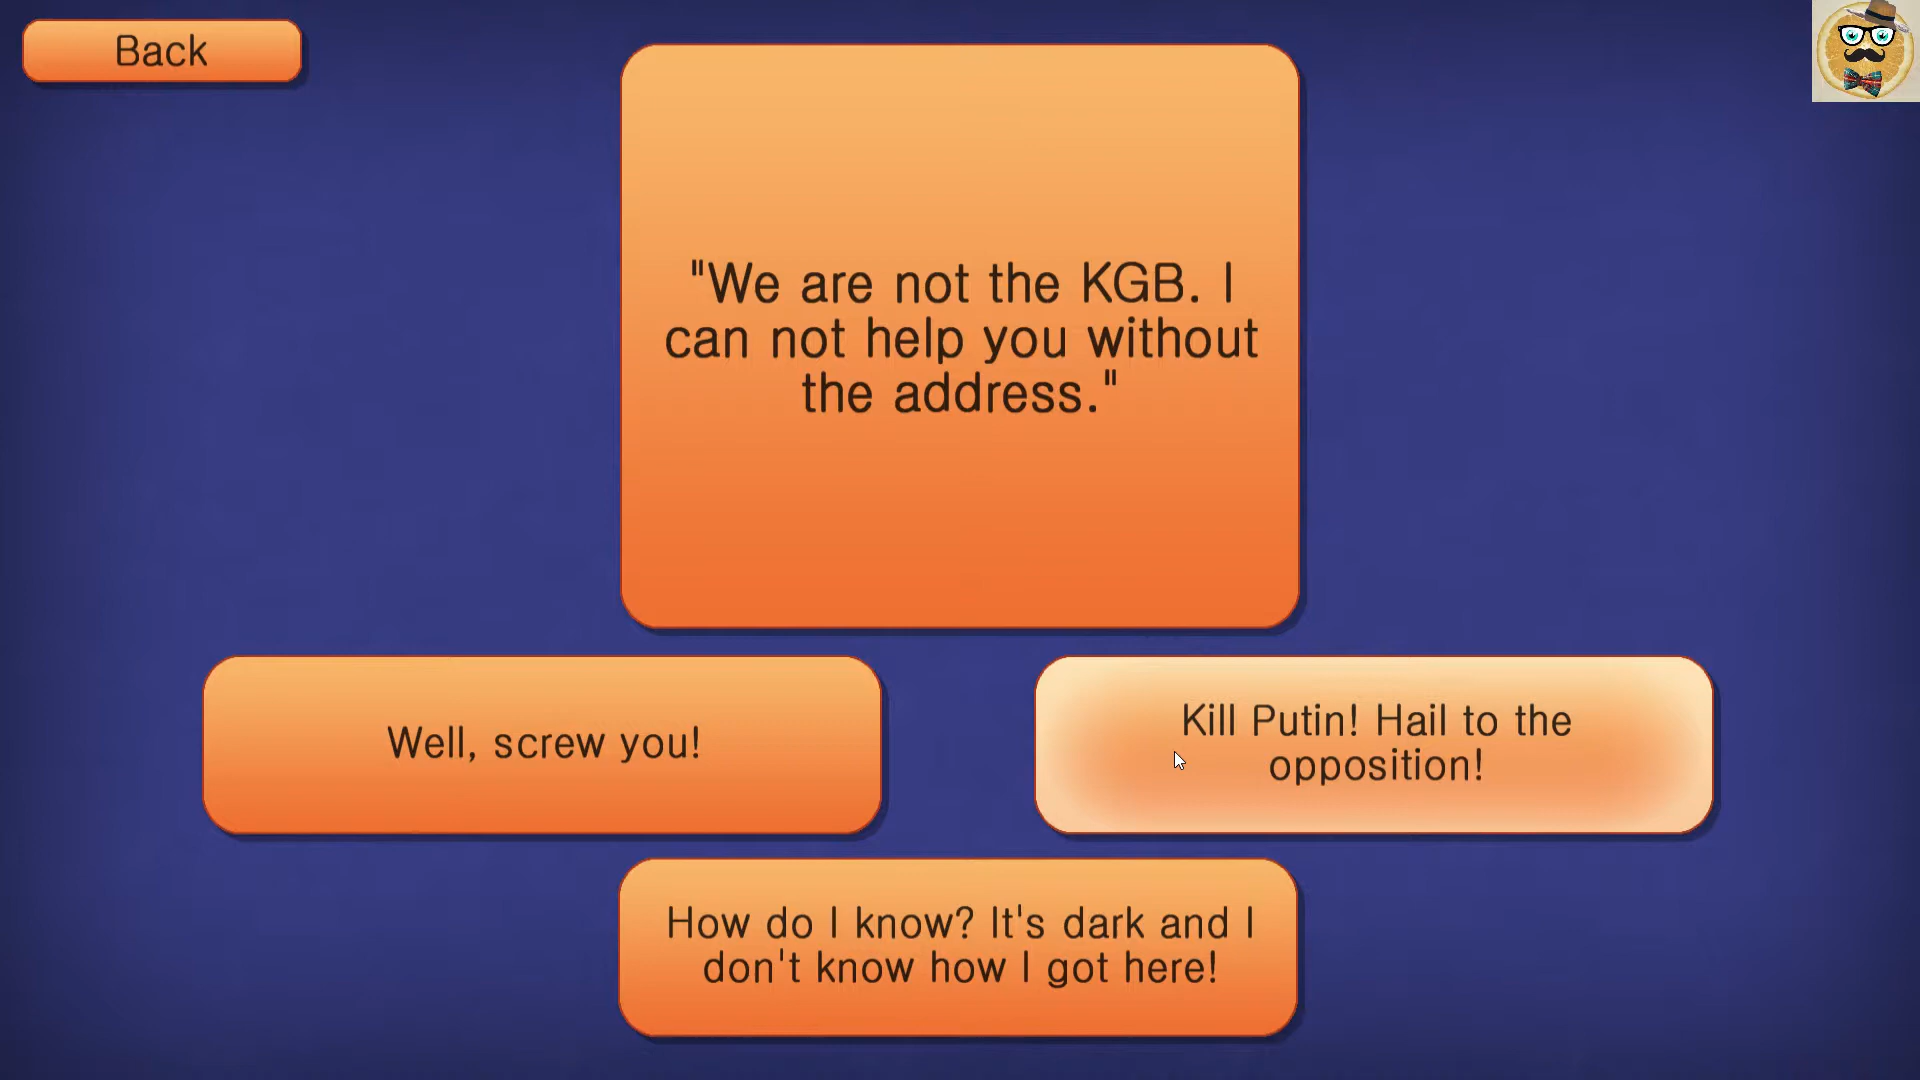 Back
"We are not the KGB. I
can not help you without
the address."
Well, screw you!
Kill Putin! Hail to the
opposition!
How do I know? It's dark and I
don't know how I got here!